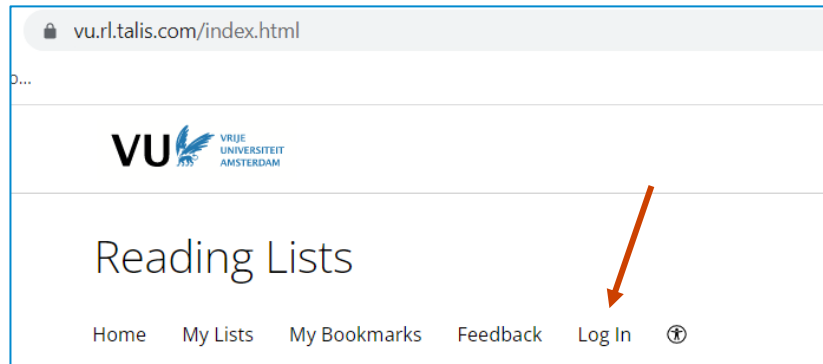 vu.rl.talis.com/index.html
o...
VU VRIJE
UNIVERSITEIT
AMSTERDAM
Reading Lists
Home My Lists My Bookmarks Feedback Log In